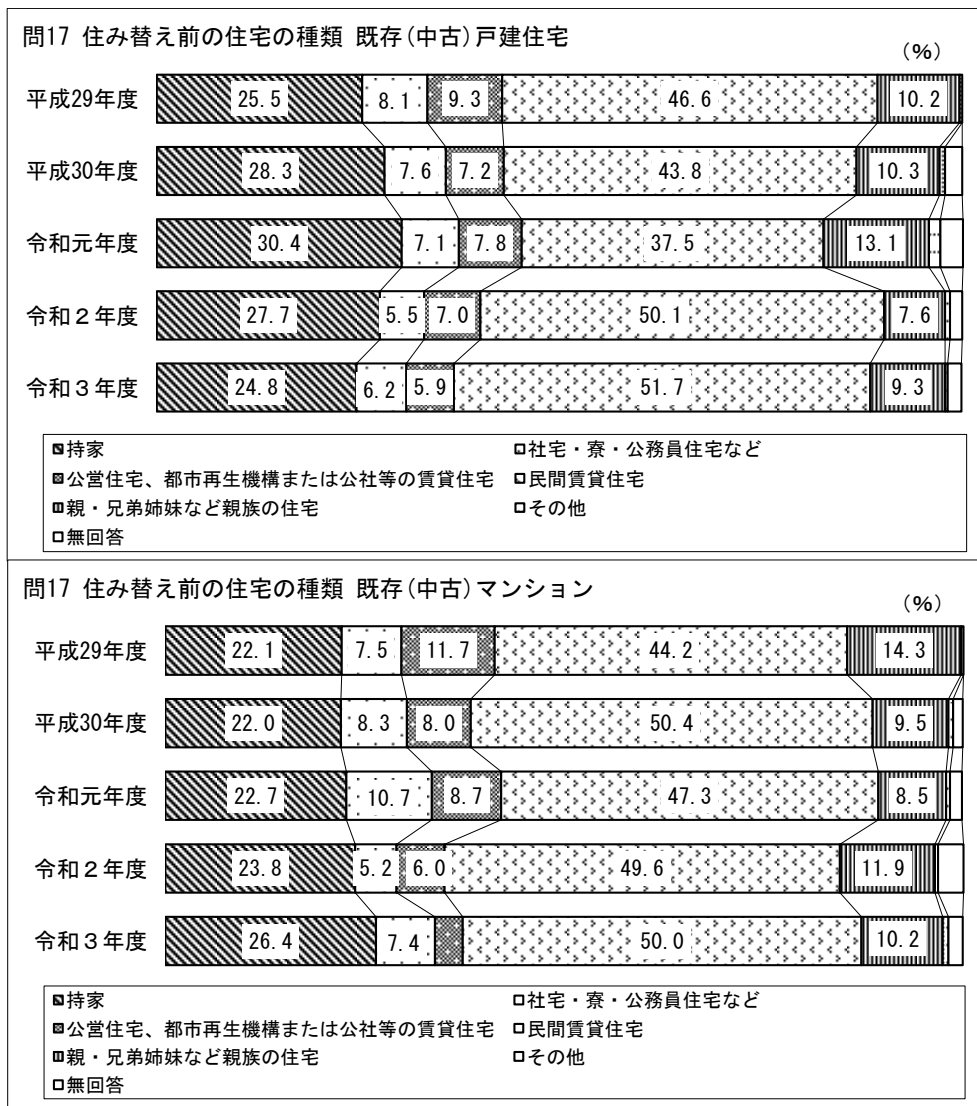 問17 住み替え前の住宅の種類 既存(中古)戸建住宅
(%)
平成29年度 25.5 8.1 9.3 46.6 10.2
平成30年度 28.3 7.6 7.2 43.8 10.3
令和元年度 30.4 7.1 7.8 37.5 13.1
令和２年度 27.7 5.5 7.0 50.1 7.6
令和３年度 24.8 6.2 5.9 51.7 9.3
持家 社宅・寮・公務員住宅など
公営住宅、都市再生機構または公社等の賃貸住宅 民間賃貸住宅
親・兄弟姉妹など親族の住宅 その他
無回答
問17 住み替え前の住宅の種類 既存(中古)マンション
(%)
平成29年度 22.1 7.5 11.7 44.2 14.3
平成30年度 22.0 8.3 8.0 50.4 9.5
令和元年度 22.7 10.7 8.7 47.3 8.5
令和２年度 23.8 5.2 6.0 49.6 11.9
令和３年度 26.4 7.4 50.0 10.2
持家 社宅・寮・公務員住宅など
公営住宅、都市再生機構または公社等の賃貸住宅 民間賃貸住宅
親・兄弟姉妹など親族の住宅 その他
無回答